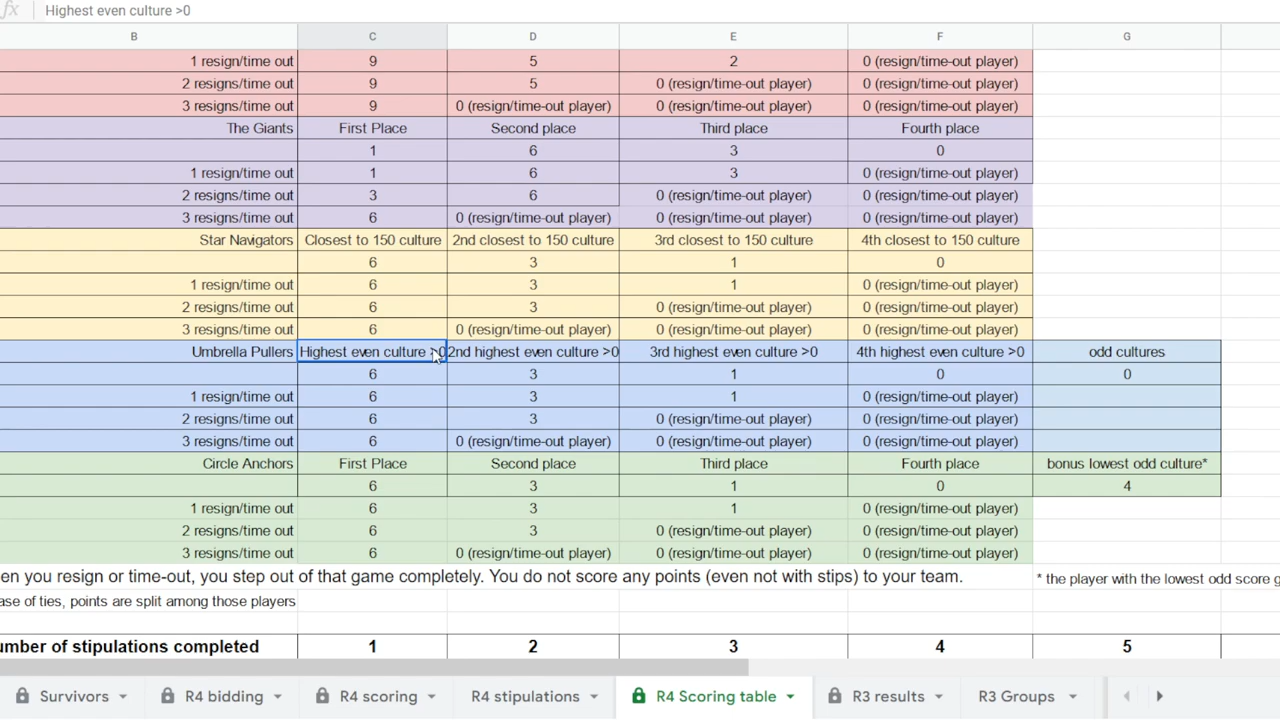 fx Highest even culture >0
B C D E F G
1 resign/time out 9 5 2 0 (resign/time-out player)
2 resigns/time out 9 5 0 (resign/time-out player) 0 (resign/time-out player)
3 resigns/time out 9 0 (resign/time-out player) 0 (resign/time-out player) 0 (resign/time-out player)
The Giants First Place Second place Third place Fourth place
1 6 3 0
1 resign/time out 1 6 3 0 (resign/time-out player)
2 resigns/time out 3 6 0 (resign/time-out player) 0 (resign/time-out player)
3 resigns/time out 6 0 (resign/time-out player) 0 (resign/time-out player) 0 (resign/time-out player)
Star Navigators Closest to 150 culture 2nd closest to 150 culture 3rd closest to 150 culture 4th closest to 150 culture
6 3 1 0
1 resign/time out 6 3 1 0 (resign/time-out player)
2 resigns/time out 6 3 0 (resign/time-out player) 0 (resign/time-out player)
3 resigns/time out 6 0 (resign/time-out player) 0 (resign/time-out player) 0 (resign/time-out player)
Umbrella Pullers Highest even culture >0 2nd highest even culture >0 3rd highest even culture >0 4th highest even culture >0 odd cultures
6 3 1 0 0
1 resign/time out 6 3 1 0 (resign/time-out player)
2 resigns/time out 6 3 0 (resign/time-out player) 0 (resign/time-out player)
3 resigns/time out 6 0 (resign/time-out player) 0 (resign/time-out player) 0 (resign/time-out player)
Circle Anchors First Place Second place Third place Fourth place bonus lowest odd culture*
6 3 1 0 4
1 resign/time out 6 3 1 0 (resign/time-out player)
2 resigns/time out 6 3 0 (resign/time-out player) 0 (resign/time-out player)
3 resigns/time out 6 0 (resign/time-out player) 0 (resign/time-out player) 0 (resign/time-out player)
en you resign or time-out, you step out of that game completely. You do not score any points (even not with stips) to your team. * the player with the lowest odd score g
ase of ties, points are split among those players
umber of stipulations completed 1 2 3 4 5
Survivors R4 bidding R4 scoring R4 stipulations R4 Scoring table R3 results R3 Groups